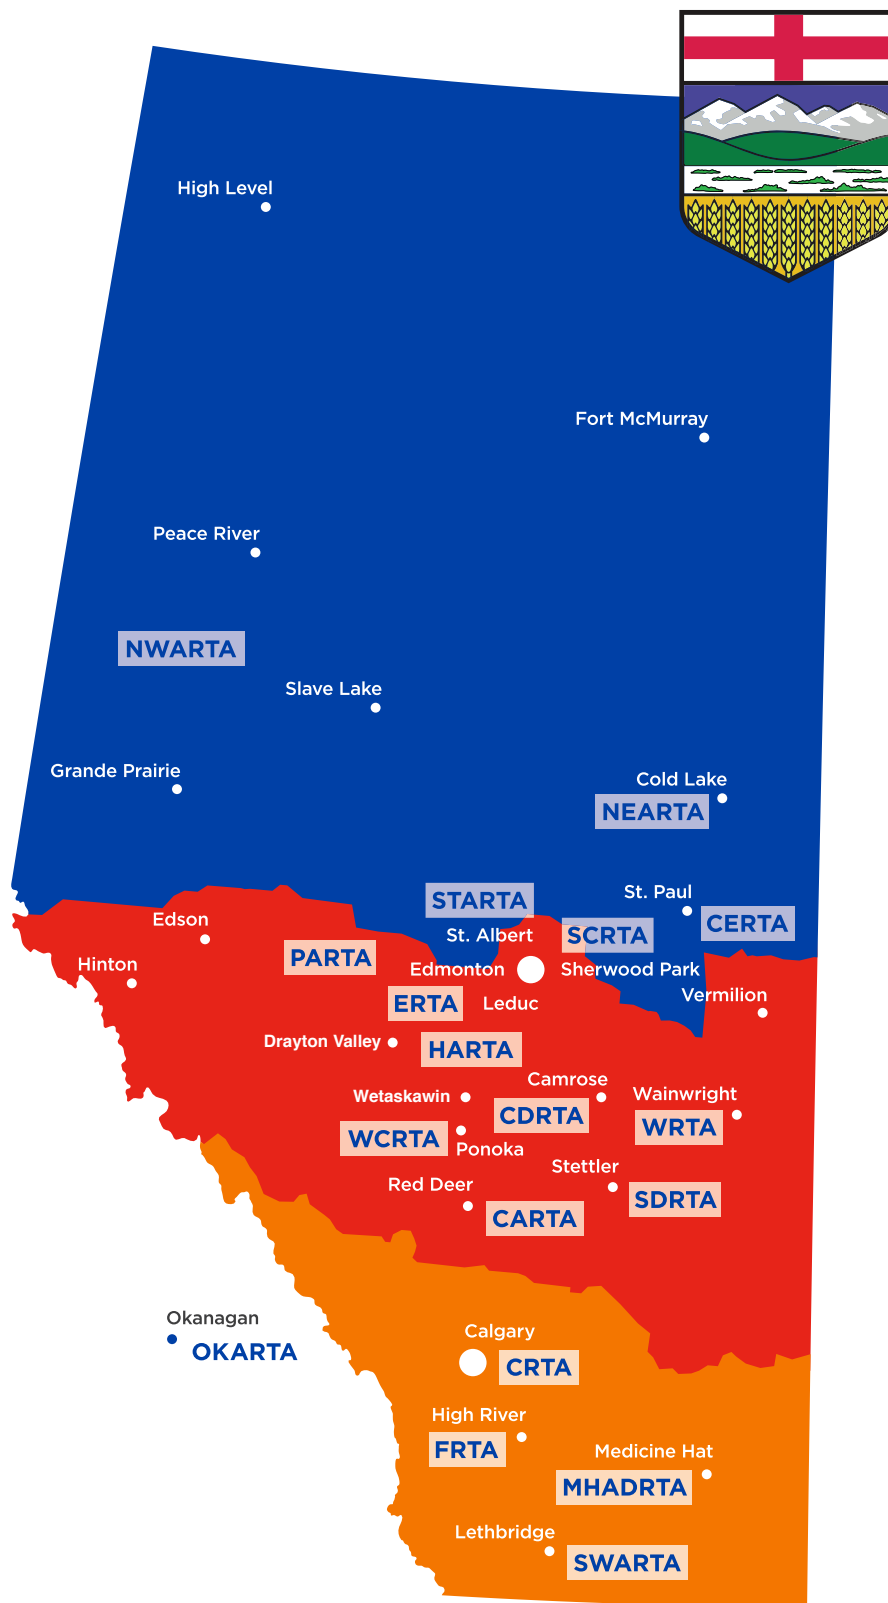 High Level
Fort McMurray
Peace River
NWARTA
Slave Lake
Grande Prairie
Cold Lake
NEARTA
St. Paul
STARTA
CERTA
Edson
St. Albert
SCRTA
PARTA
Hinton
Edmonton
Sherwood Park
Vermilion
ERTA
Leduc
Drayton Valley
HARTA
Camrose
Wetaskawin
Wainwright
CDRTA
WRTA
WCRTA
Ponoka
Stettler
Red Deer
SDRTA
CARTA
Okanagan
OKARTA
Calgary
CRTA
High River
FRTA
Medicine Hat
MHADRTA
Lethbridge
SWARTA